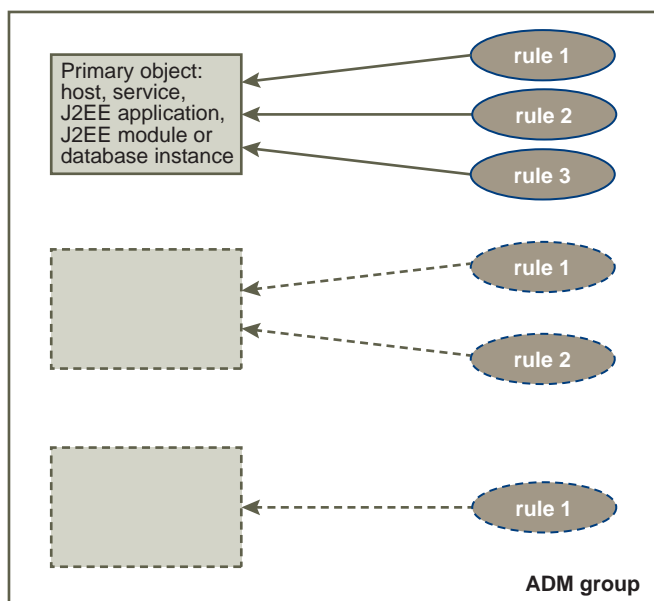 Primary object:
host, service,
J2EE application,
J2EE module or
database instance
rule 1
rule 2
rule 3
rule 1
rule 2
rule 1
ADM group